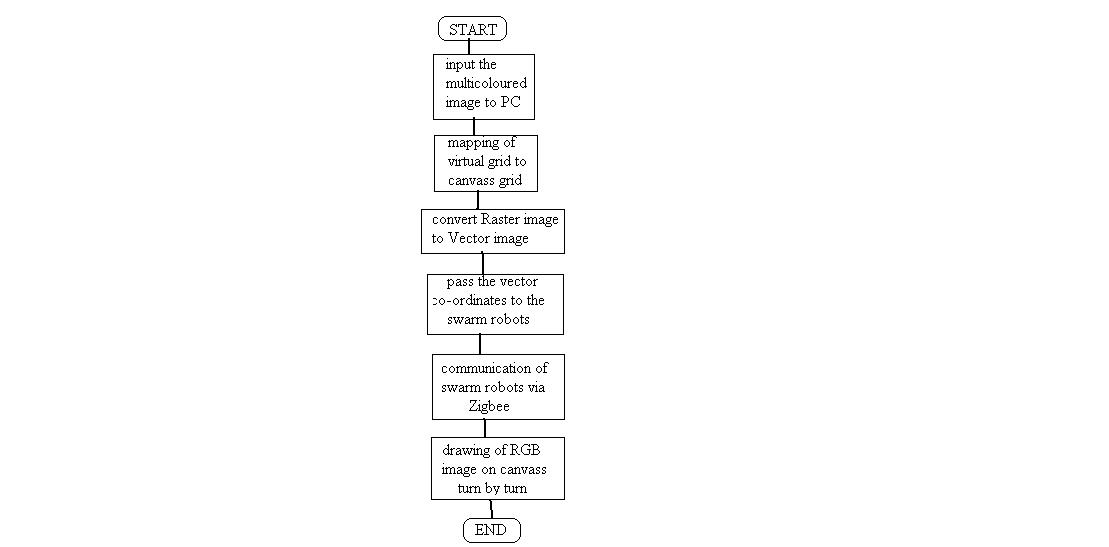 START
input the
multicoloured
image to PC
mapping of
virtual grid to
canvass grid
convert Raster image
to Vector image
pass the vector
co-ordinates to the
swarm robots
communication of
swarm robots via
Zigbee
drawing of RGB
image on canvass
turn by turn
END